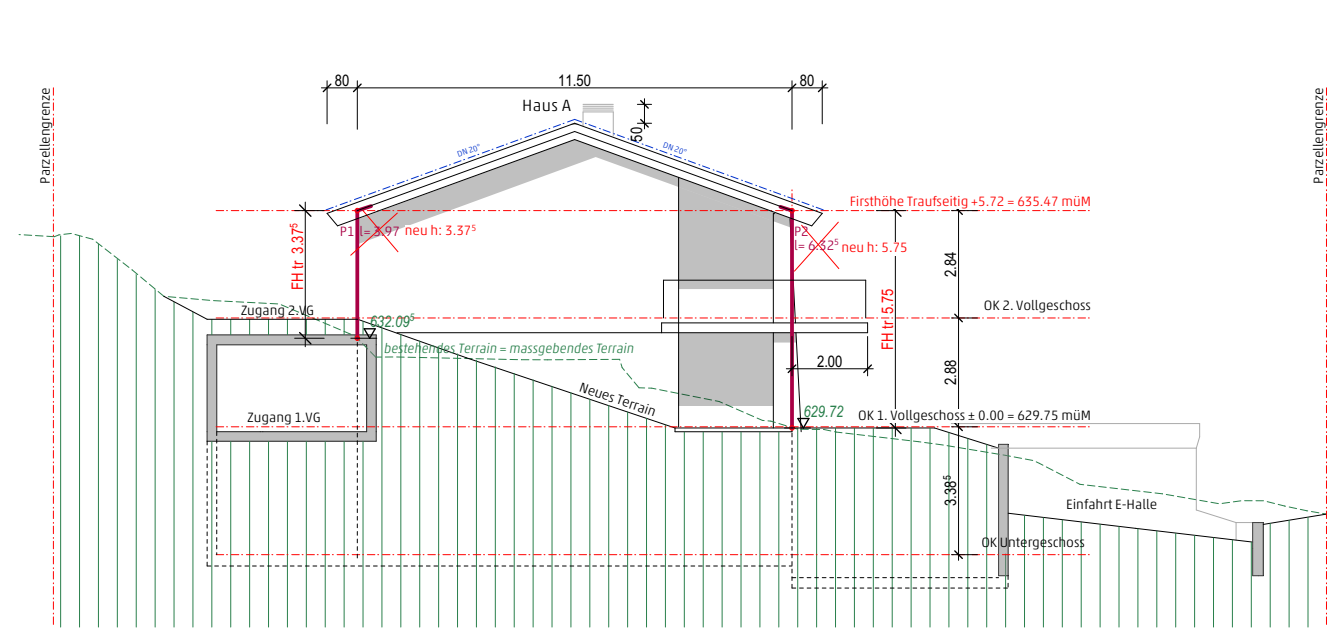 80
11.50
80
Parzellengrenze
Parzellengrenze
Haus A
50
DN 20°
DN 20°
Firsthöhe Traufseitig +5.72 = 635.47 müM
P1 l= 3.97 neu h: 3.37⁵
P2
l= 6.32⁵ neu h: 5.75
FH tr 3.37⁵
2.84
Zugang 2.VG
OK 2. Vollgeschoss
632.09⁵
FH tr 5.75
bestehendes Terrain = massgebendes Terrain
2.00
2.88
Neues Terrain
Zugang 1.VG
629.72
OK 1. Vollgeschoss ± 0.00 = 629.75 müM
3.38⁵
Einfahrt E-Halle
OK Untergeschoss